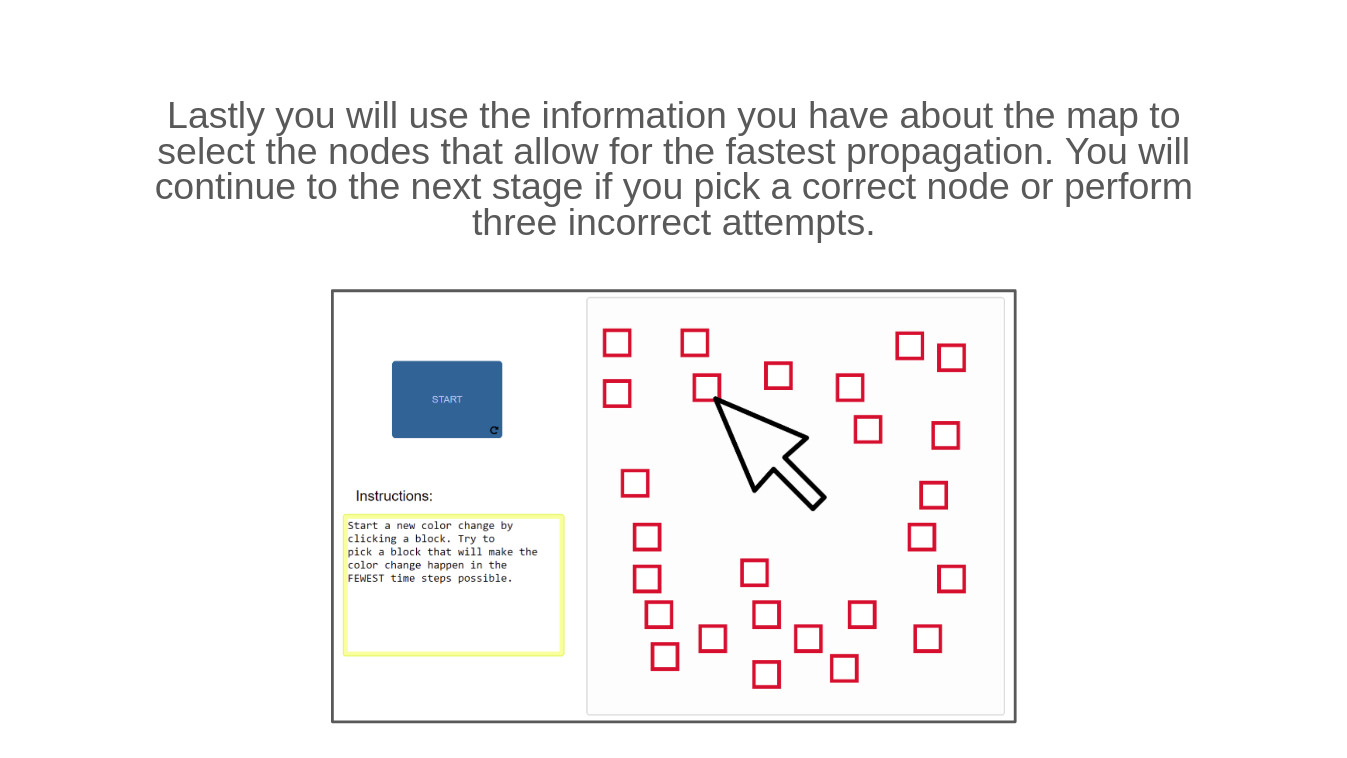 Lastly you will use the information you have about the map to
select the nodes that allow for the fastest propagation. You will
continue to the next stage if you pick a correct node or perform
three incorrect attempts.
START
Instructions:
Start a new color change by
clicking a block. Try to
pick a block that will make the
color change happen in the
FEWEST time steps possible.